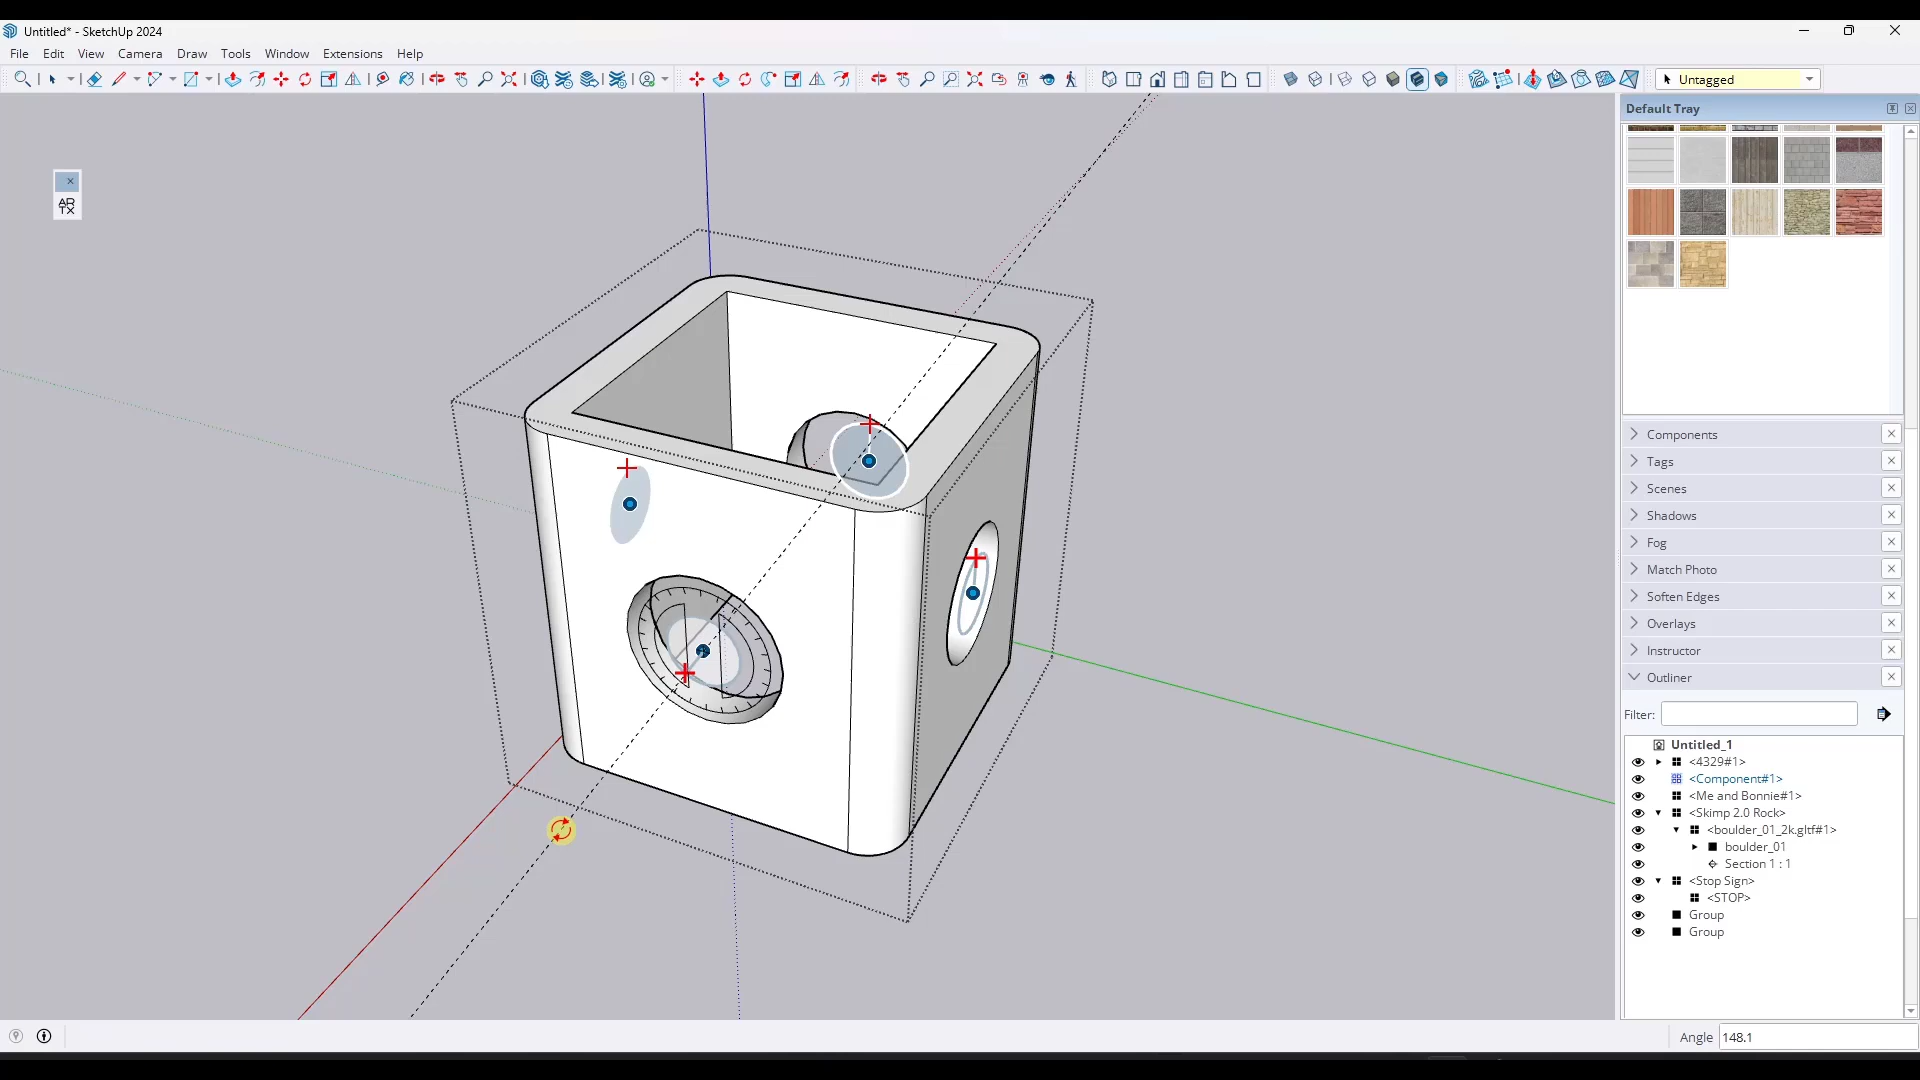 Untitled* - SketchUp 2024
File Edit View Camera Draw Tools Window Extensions Help
Untagged
AR
TX
Default Tray
Components
Tags
Scenes
Shadows
Fog
Match Photo
Soften Edges
Overlays
Instructor
Outliner
Filter:
Untitled_1
<4329#1>
<Component#1>
<Me and Bonnie#1>
<Skimp 2.0 Rock>
<boulder_01_2k.gltf#1>
boulder_01
Section 1 : 1
<Stop Sign>
<STOP>
Group
Group
Angle 148.1